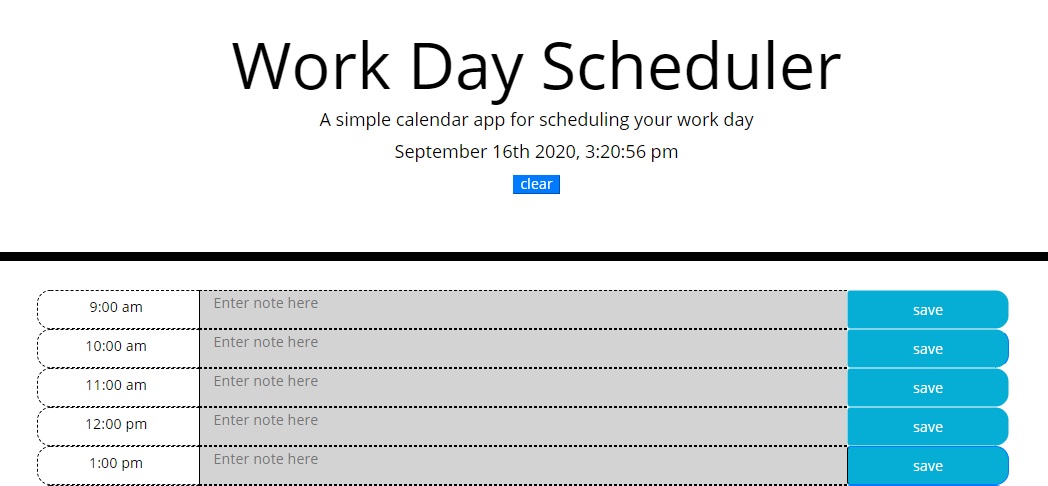 Work Day Scheduler
A simple calendar app for scheduling your work day
September 16th 2020, 3:20:56 pm
clear
9:00 am Enter note here save
10:00 am Enter note here save
11:00 am Enter note here save
12:00 pm Enter note here save
1:00 pm Enter note here save